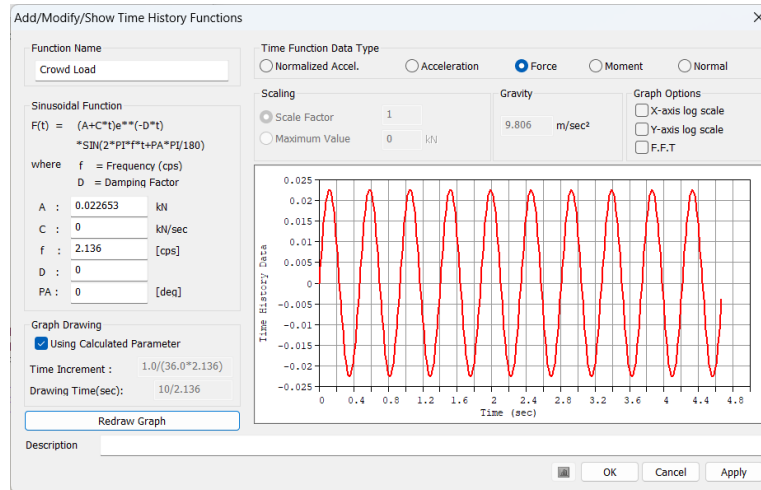 Add/Modify/Show Time History Functions
Function Name
Crowd Load
Time Function Data Type
Normalized Accel.
Acceleration
Force
Moment
Normal
Sinusoidal Function
F(t) = (A+C*t)e**(-D*t)
*SIN(2*PI*f*t+PA*PI/180)
where f = Frequency (cps)
D = Damping Factor
A : 0.022653 kN
C : 0 kN/sec
f : 2.136 [cps]
D : 0
PA : 0 [deg]
Scaling
Scale Factor 1
Maximum Value 0 kN
Gravity
9.806 m/sec²
Graph Options
X-axis log scale
Y-axis log scale
F.F.T
Time History Data
0.025
0.02
0.015
0.01
0.005
0
-0.005
-0.01
-0.015
-0.02
-0.025
0 0.4 0.8 1.2 1.6 2 2.4 2.8 3.2 3.6 4 4.4 4.8
Time (sec)
Graph Drawing
Using Calculated Parameter
Time Increment : 1.0/(36.0*2.136)
Drawing Time(sec): 10/2.136
Redraw Graph
Description
OK
Cancel
Apply